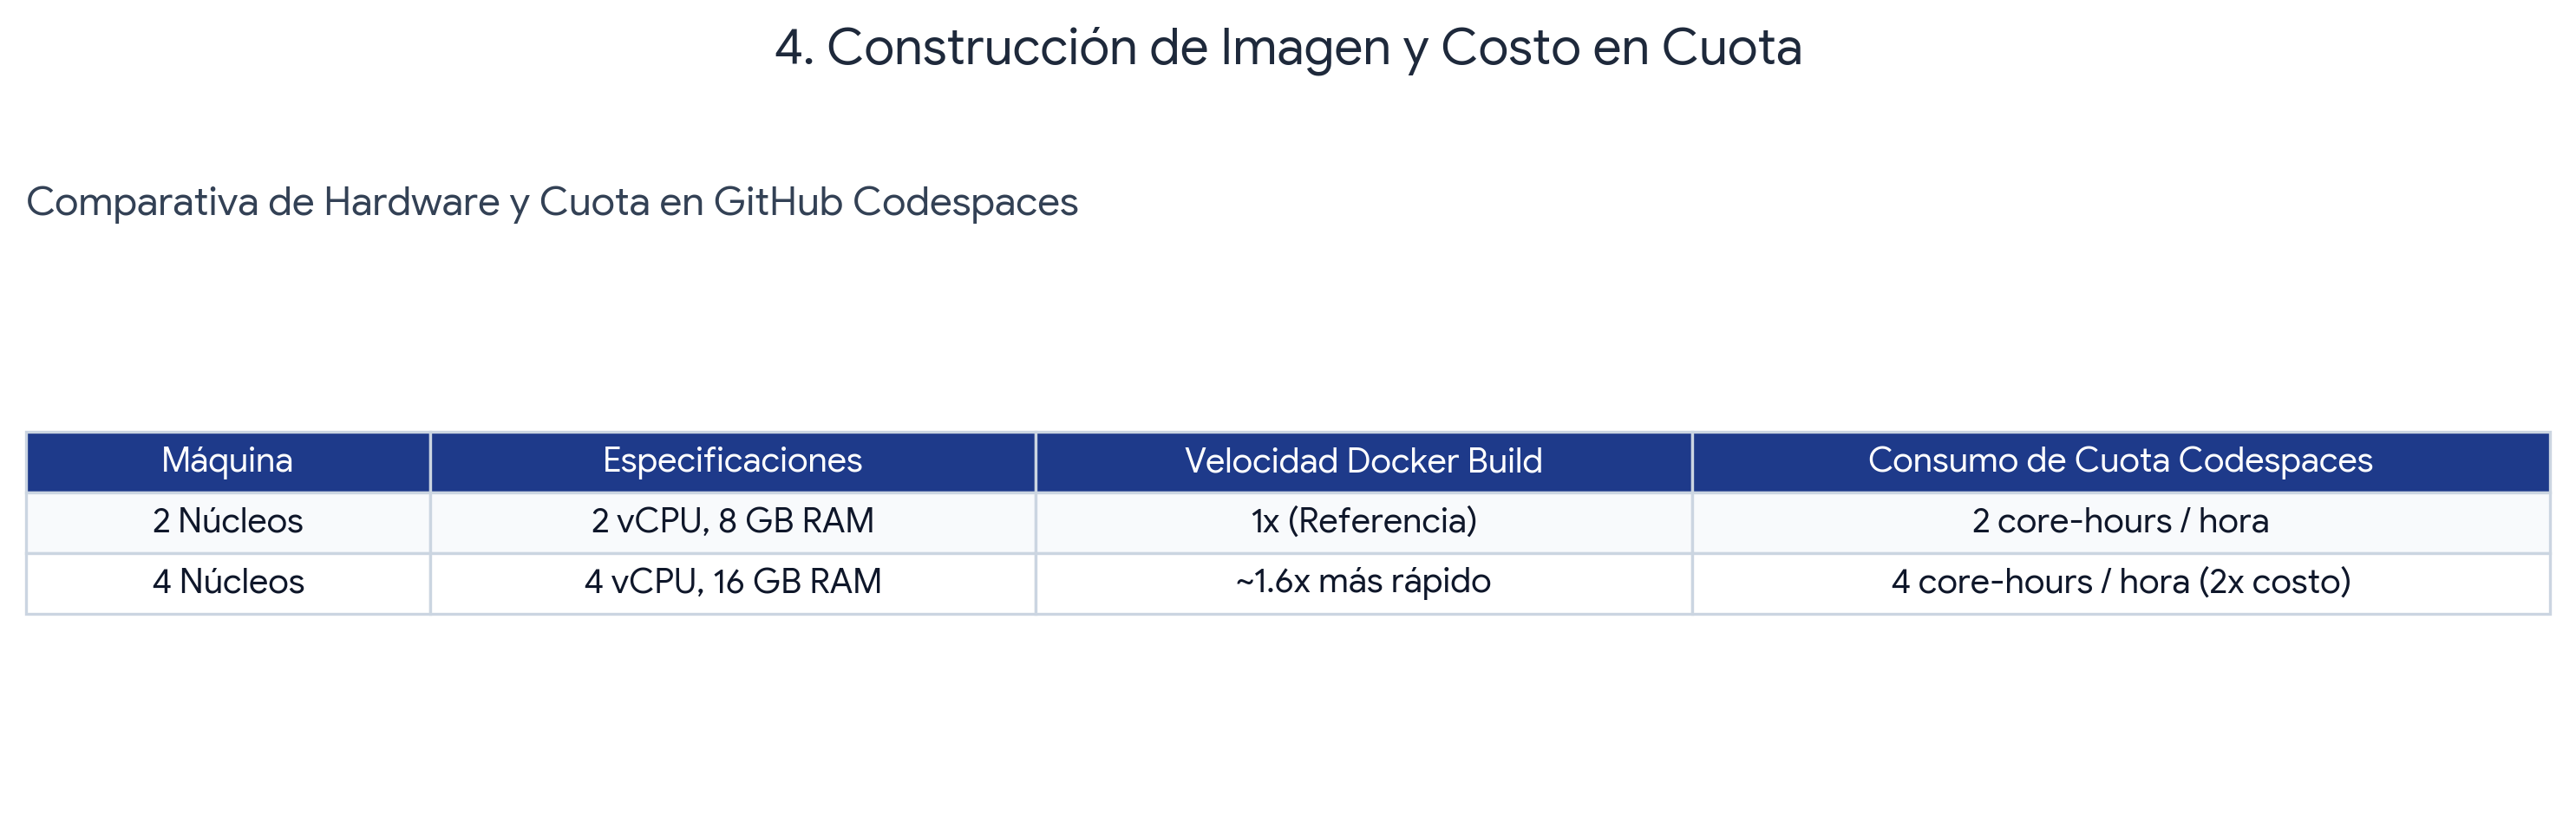 4. Construcción de Imagen y Costo en Cuota
Comparativa de Hardware y Cuota en GitHub Codespaces
Máquina Especificaciones Velocidad Docker Build Consumo de Cuota Codespaces
2 Núcleos 2 vCPU, 8 GB RAM 1x (Referencia) 2 core-hours / hora
4 Núcleos 4 vCPU, 16 GB RAM ~1.6x más rápido 4 core-hours / hora (2x costo)